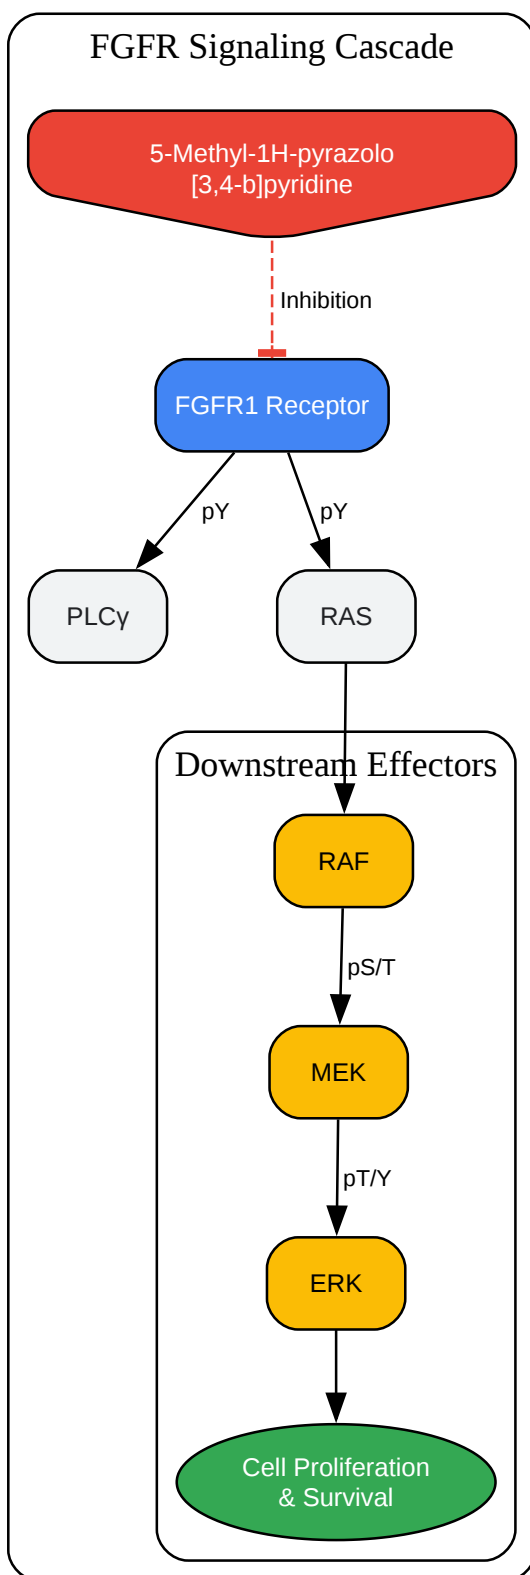 FGFR Signaling Cascade
5-Methyl-1H-pyrazolo
[3,4-b]pyridine
Inhibition
FGFR1 Receptor
pY
pY
PLCγ
RAS
Downstream Effectors
RAF
pS/T
MEK
pT/Y
ERK
Cell Proliferation
& Survival